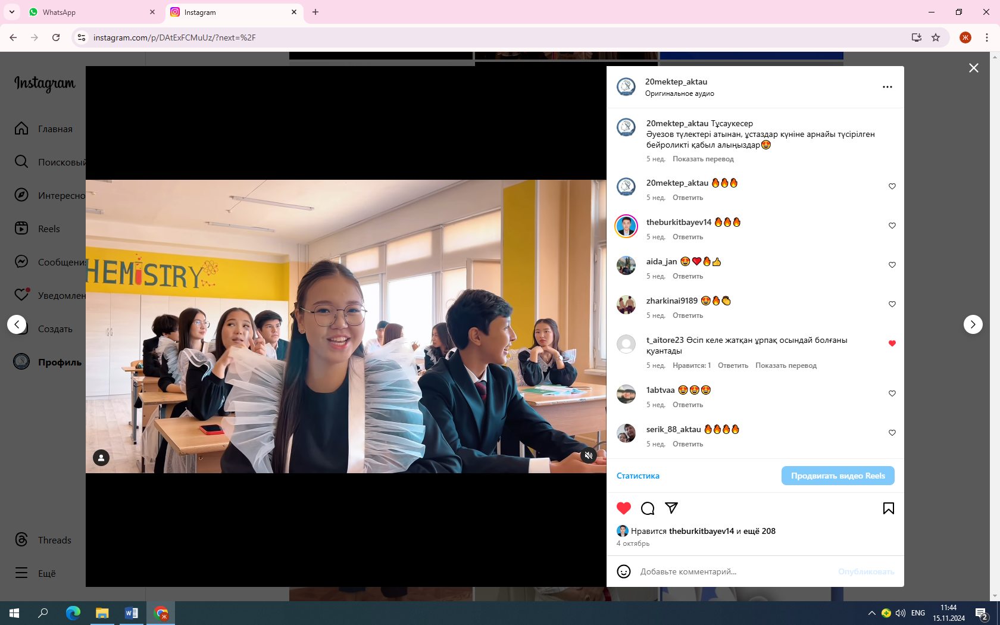 WhatsApp
Instagram
instagram.com/p/DAtExFCMuUz/?next=%2F
Ж
Instagram
Главная
Поисковый
Интересно
Reels
Сообщени
Уведомлен
Создать
Профиль
Threads
Ещё
HEMISIRY
20mektep_aktau
Оригинальное аудио
20mektep_aktau Тұсаукесер
Әуезов түлектері атынан, ұстаздар күніне арнайы түсірілген
бейроликті қабыл алыңыздар😍
5 нед. Показать перевод
20mektep_aktau 🔥🔥🔥
5 нед. Ответить
theburkitbayev14 🔥🔥🔥
5 нед. Ответить
aida_jan 😍❤️🔥👍
5 нед. Ответить
zharkinai9189 😍🔥👏
5 нед. Ответить
t_aitore23 Өсіп келе жатқан ұрпақ осындай болғаны
қуантады
5 нед. Нравится: 1 Ответить Показать перевод
1abtvaa 😍😍😍
5 нед. Ответить
serik_88_aktau 🔥🔥🔥🔥
5 нед. Ответить
Статистика
Продвигать видео Reels
Нравится theburkitbayev14 и ещё 208
4 октябрь
Добавьте комментарий...
Опубликовать
ENG
11:44
15.11.2024
2